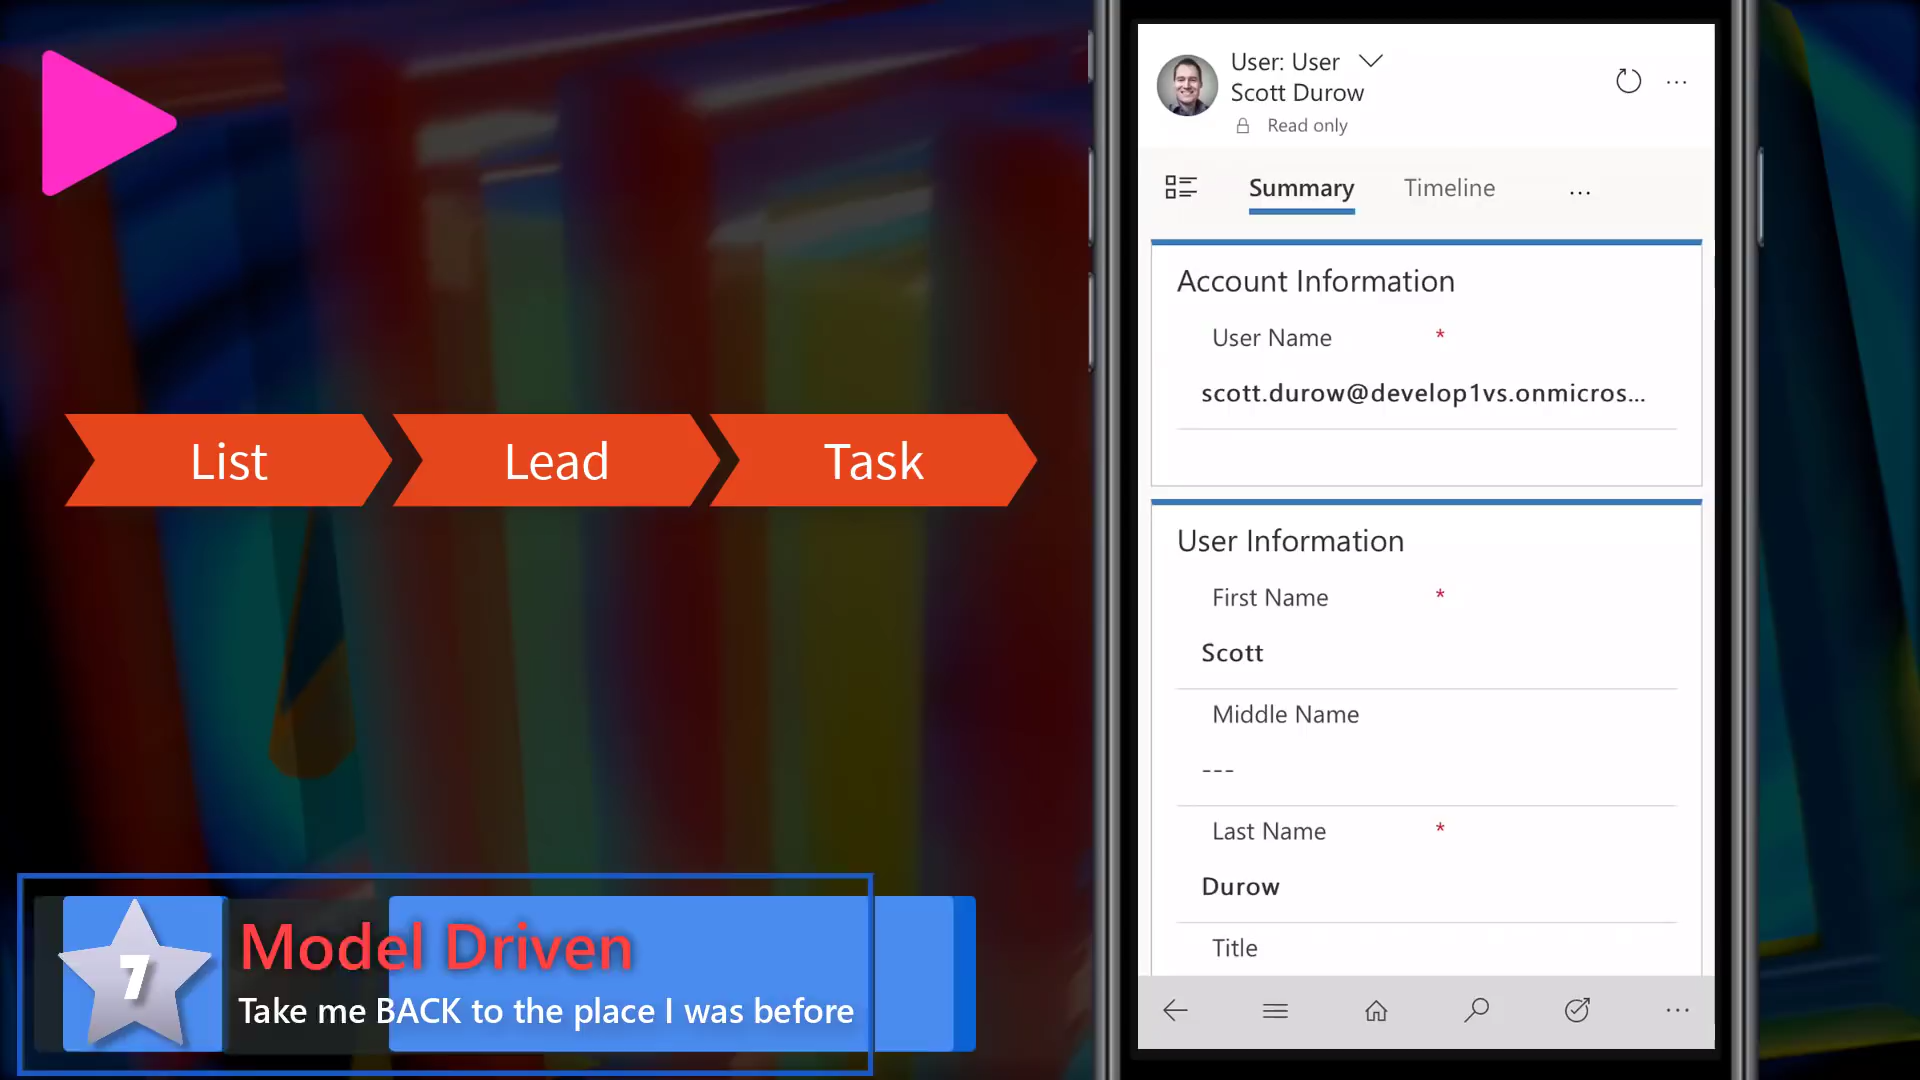 List
Lead
Task
7
Model Driven
Take me BACK to the place I was before
User: User
Scott Durow
Read only
Summary
Timeline
...
Account Information
User Name *
scott.durow@develop1vs.onmicros...
User Information
First Name *
Scott
Middle Name
---
Last Name *
Durow
Title